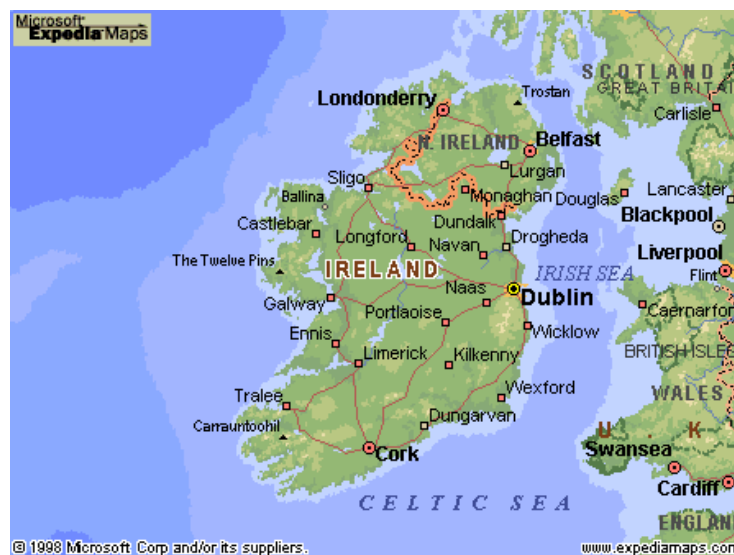 Microsoft
Expedia Maps
SCOTLAND
GREAT BRITAI
Trostan
Londonderry
Carlisle
N. IRELAND
Belfast
Lurgan
Sligo
Monaghan
Douglas
Lancaster
Ballina
Dundalk
Blackpool
Castlebar
Longford
Navan
Drogheda
Liverpool
The Twelve Pins
IRELAND
IRISH SEA
Flint
Galway
Naas
Dublin
Portlaoise
Caernarfon
Ennis
Wicklow
Limerick
Kilkenny
BRITISH ISLES
Tralee
Wexford
WALES
Carrauntoohil
Dungarvan
U. K
Cork
Swansea
CELTIC SEA
Cardiff
ENGLAN
© 1998 Microsoft Corp and/or its suppliers.
www.expediamaps.com